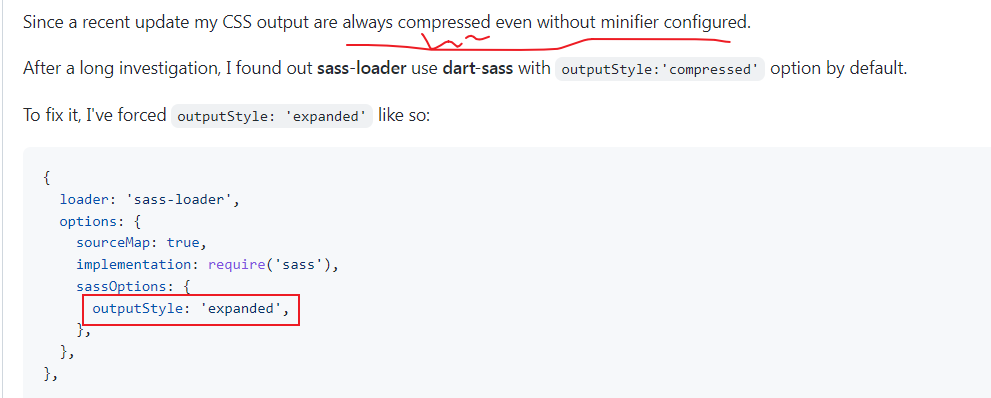 Since a recent update my CSS output are always compressed even without minifier configured.
After a long investigation, I found out sass-loader use dart-sass with outputStyle:'compressed' option by default.
To fix it, I've forced outputStyle: 'expanded' like so:
{
  loader: 'sass-loader',
  options: {
    sourceMap: true,
    implementation: require('sass'),
    sassOptions: {
      outputStyle: 'expanded',
    },
  },
},